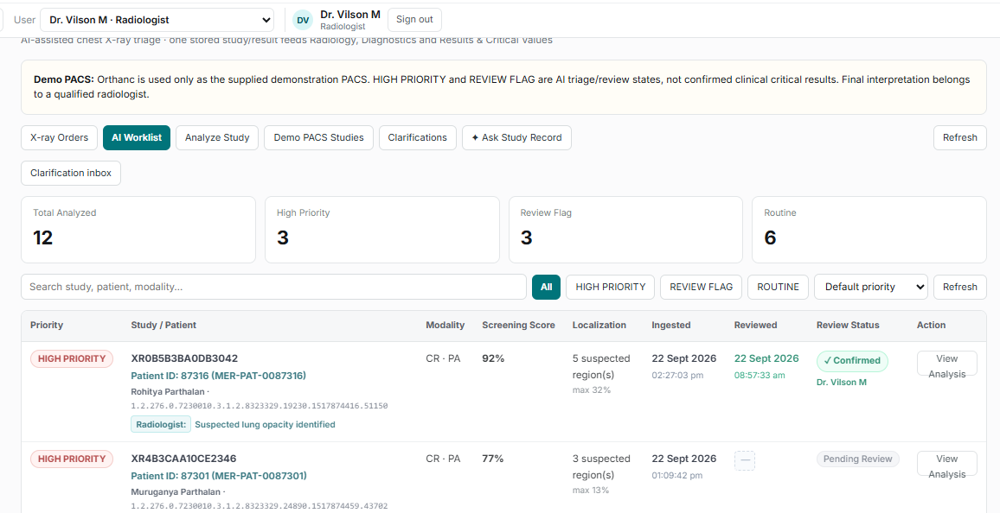 User Dr. Vilson M · Radiologist DV Dr. Vilson M Radiologist Sign out
AI-assisted chest X-ray triage · one stored study/result feeds Radiology, Diagnostics and Results & Critical Values
Demo PACS: Orthanc is used only as the supplied demonstration PACS. HIGH PRIORITY and REVIEW FLAG are AI triage/review states, not confirmed clinical critical results. Final interpretation belongs
to a qualified radiologist.
X-ray Orders AI Worklist Analyze Study Demo PACS Studies Clarifications ✦ Ask Study Record Refresh
Clarification inbox
Total Analyzed High Priority Review Flag Routine
12 3 3 6
Search study, patient, modality... All HIGH PRIORITY REVIEW FLAG ROUTINE Default priority Refresh
Priority Study / Patient Modality Screening Score Localization Ingested Reviewed Review Status Action
HIGH PRIORITY XR0B5B3BA0DB3042 CR · PA 92% 5 suspected 22 Sept 2026 22 Sept 2026 ✓ Confirmed View
Patient ID: 87316 (MER-PAT-0087316) region(s) 02:27:03 pm 08:57:33 am Analysis
Rohitya Parthalan · max 32% Dr. Vilson M
1.2.276.0.7230010.3.1.2.8323329.19230.1517874416.51150
Radiologist: Suspected lung opacity identified
HIGH PRIORITY XR4B3CAA10CE2346 CR · PA 77% 3 suspected 22 Sept 2026 — Pending Review View
Patient ID: 87301 (MER-PAT-0087301) region(s) 01:09:42 pm Analysis
Muruganya Parthalan · max 13%
1.2.276.0.7230010.3.1.2.8323329.24890.1517874459.43702